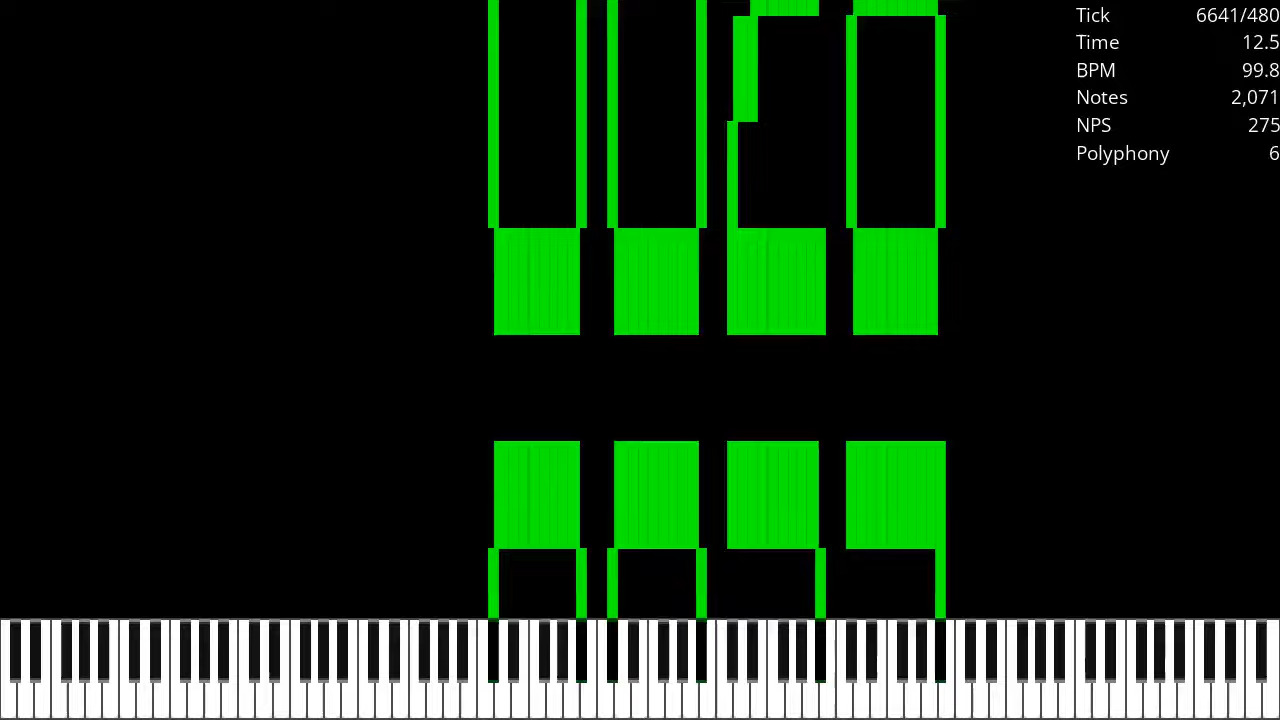 Tick 6641/480
Time 12.5
BPM 99.8
Notes 2,071
NPS 275
Polyphony 6